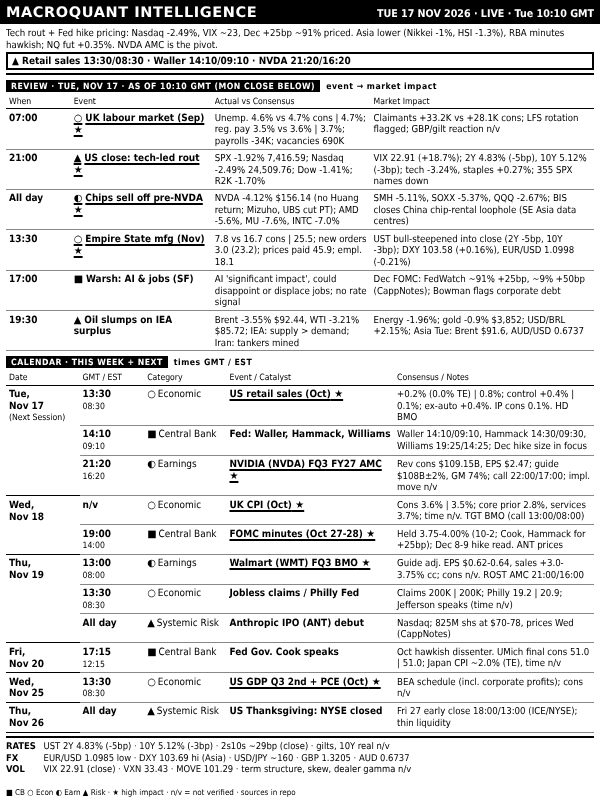 MACROQUANT INTELLIGENCE
TUE 17 NOV 2026 · LIVE · Tue 10:10 GMT
Tech rout + Fed hike pricing: Nasdaq -2.49%, VIX ~23, Dec +25bp ~91% priced. Asia lower (Nikkei -1%, HSI -1.3%), RBA minutes
hawkish; NQ fut +0.35%. NVDA AMC is the pivot.
▲ Retail sales 13:30/08:30 · Waller 14:10/09:10 · NVDA 21:20/16:20
REVIEW · TUE, NOV 17 · AS OF 10:10 GMT (MON CLOSE BELOW) event → market impact
When Event Actual vs Consensus Market Impact
07:00 ○ UK labour market (Sep) ★ Unemp. 4.6% vs 4.7% cons | 4.7%; Claimants +33.2K vs +28.1K cons; LFS rotation
reg. pay 3.5% vs 3.6% | 3.7%; flagged; GBP/gilt reaction n/v
payrolls -34K; vacancies 690K
21:00 ▲ US close: tech-led rout ★ SPX -1.92% 7,416.59; Nasdaq VIX 22.91 (+18.7%); 2Y 4.83% (-5bp), 10Y 5.12%
-2.49% 24,509.76; Dow -1.41%; (-3bp); tech -3.24%, staples +0.27%; 355 SPX
R2K -1.70% names down
All day ◐ Chips sell off pre-NVDA ★ NVDA -4.12% $156.14 (no Huang SMH -5.11%, SOXX -5.37%, QQQ -2.67%; BIS
return; Mizuho, UBS cut PT); AMD closes China chip-rental loophole (SE Asia data
-5.6%, MU -7.6%, INTC -7.0% centres)
13:30 ○ Empire State mfg (Nov) ★ 7.8 vs 16.7 cons | 25.5; new orders UST bull-steepened into close (2Y -5bp, 10Y
3.0 (23.2); prices paid 45.9; empl. -3bp); DXY 103.58 (+0.16%), EUR/USD 1.0998
18.1 (-0.21%)
17:00 ■ Warsh: AI & jobs (SF) AI 'significant impact', could Dec FOMC: FedWatch ~91% +25bp, ~9% +50bp
disappoint or displace jobs; no rate (CappNotes); Bowman flags corporate debt
signal
19:30 ▲ Oil slumps on IEA Brent -3.55% $92.44, WTI -3.21% Energy -1.96%; gold -0.9% $3,852; USD/BRL
surplus $85.72; IEA: supply > demand; +2.15%; Asia Tue: Brent $91.6, AUD/USD 0.6737
Iran: tankers mined
CALENDAR · THIS WEEK + NEXT times GMT / EST
Date GMT / EST Category Event / Catalyst Consensus / Notes
Tue, 13:30 ○ Economic US retail sales (Oct) ★ +0.2% (0.0% TE) | 0.8%; control +0.4% |
Nov 17 08:30 0.1%; ex-auto +0.4%. IP cons 0.1%. HD
(Next Session) BMO
14:10 ■ Central Bank Fed: Waller, Hammack, Williams Waller 14:10/09:10, Hammack 14:30/09:30,
09:10 Williams 19:25/14:25; Dec hike size in focus
21:20 ◐ Earnings NVIDIA (NVDA) FQ3 FY27 AMC ★ Rev cons $109.15B, EPS $2.47; guide
16:20 $108B±2%, GM 74%; call 22:00/17:00; impl.
move n/v
Wed, n/v ○ Economic UK CPI (Oct) ★ Cons 3.6% | 3.5%; core prior 2.8%, services
Nov 18 3.7%; time n/v. TGT BMO (call 13:00/08:00)
19:00 ■ Central Bank FOMC minutes (Oct 27-28) ★ Held 3.75-4.00% (10-2; Cook, Hammack for
14:00 +25bp); Dec 8-9 hike read. ANT prices
Thu, 13:00 ◐ Earnings Walmart (WMT) FQ3 BMO ★ Guide adj. EPS $0.62-0.64, sales +3.0-
Nov 19 08:00 3.75% cc; cons n/v. ROST AMC 21:00/16:00
13:30 ○ Economic Jobless claims / Philly Fed Claims 200K | 200K; Philly 19.2 | 20.9;
08:30 Jefferson speaks (time n/v)
All day ▲ Systemic Risk Anthropic IPO (ANT) debut Nasdaq; 825M shs at $70-78, prices Wed
(CappNotes)
Fri, 17:15 ■ Central Bank Fed Gov. Cook speaks Oct hawkish dissenter. UMich final cons 51.0
Nov 20 12:15 | 51.0; Japan CPI ~2.0% (TE), time n/v
Wed, 13:30 ○ Economic US GDP Q3 2nd + PCE (Oct) ★ BEA schedule (incl. corporate profits); cons
Nov 25 08:30 n/v
Thu, All day ▲ Systemic Risk US Thanksgiving: NYSE closed Fri 27 early close 18:00/13:00 (ICE/NYSE);
Nov 26 thin liquidity
RATES UST 2Y 4.83% (-5bp) · 10Y 5.12% (-3bp) · 2s10s ~29bp (close) · gilts, 10Y real n/v
FX EUR/USD 1.0985 low · DXY 103.69 hi (Asia) · USD/JPY ~160 · GBP 1.3205 · AUD 0.6737
VOL VIX 22.91 (close) · VXN 33.43 · MOVE 101.29 · term structure, skew, dealer gamma n/v
■ CB ○ Econ ◐ Earn ▲ Risk · ★ high impact · n/v = not verified · sources in repo